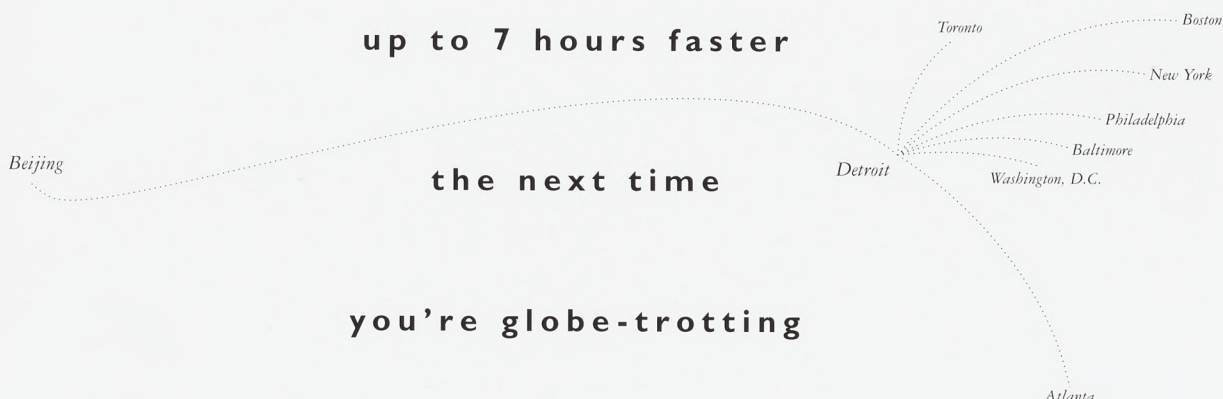 Boston
Toronto
up to 7 hours faster
New York
Philadelphia
Baltimore
Beijing
Detroit
Washington, D.C.
the next time
you’re globe-trotting
Atlanta